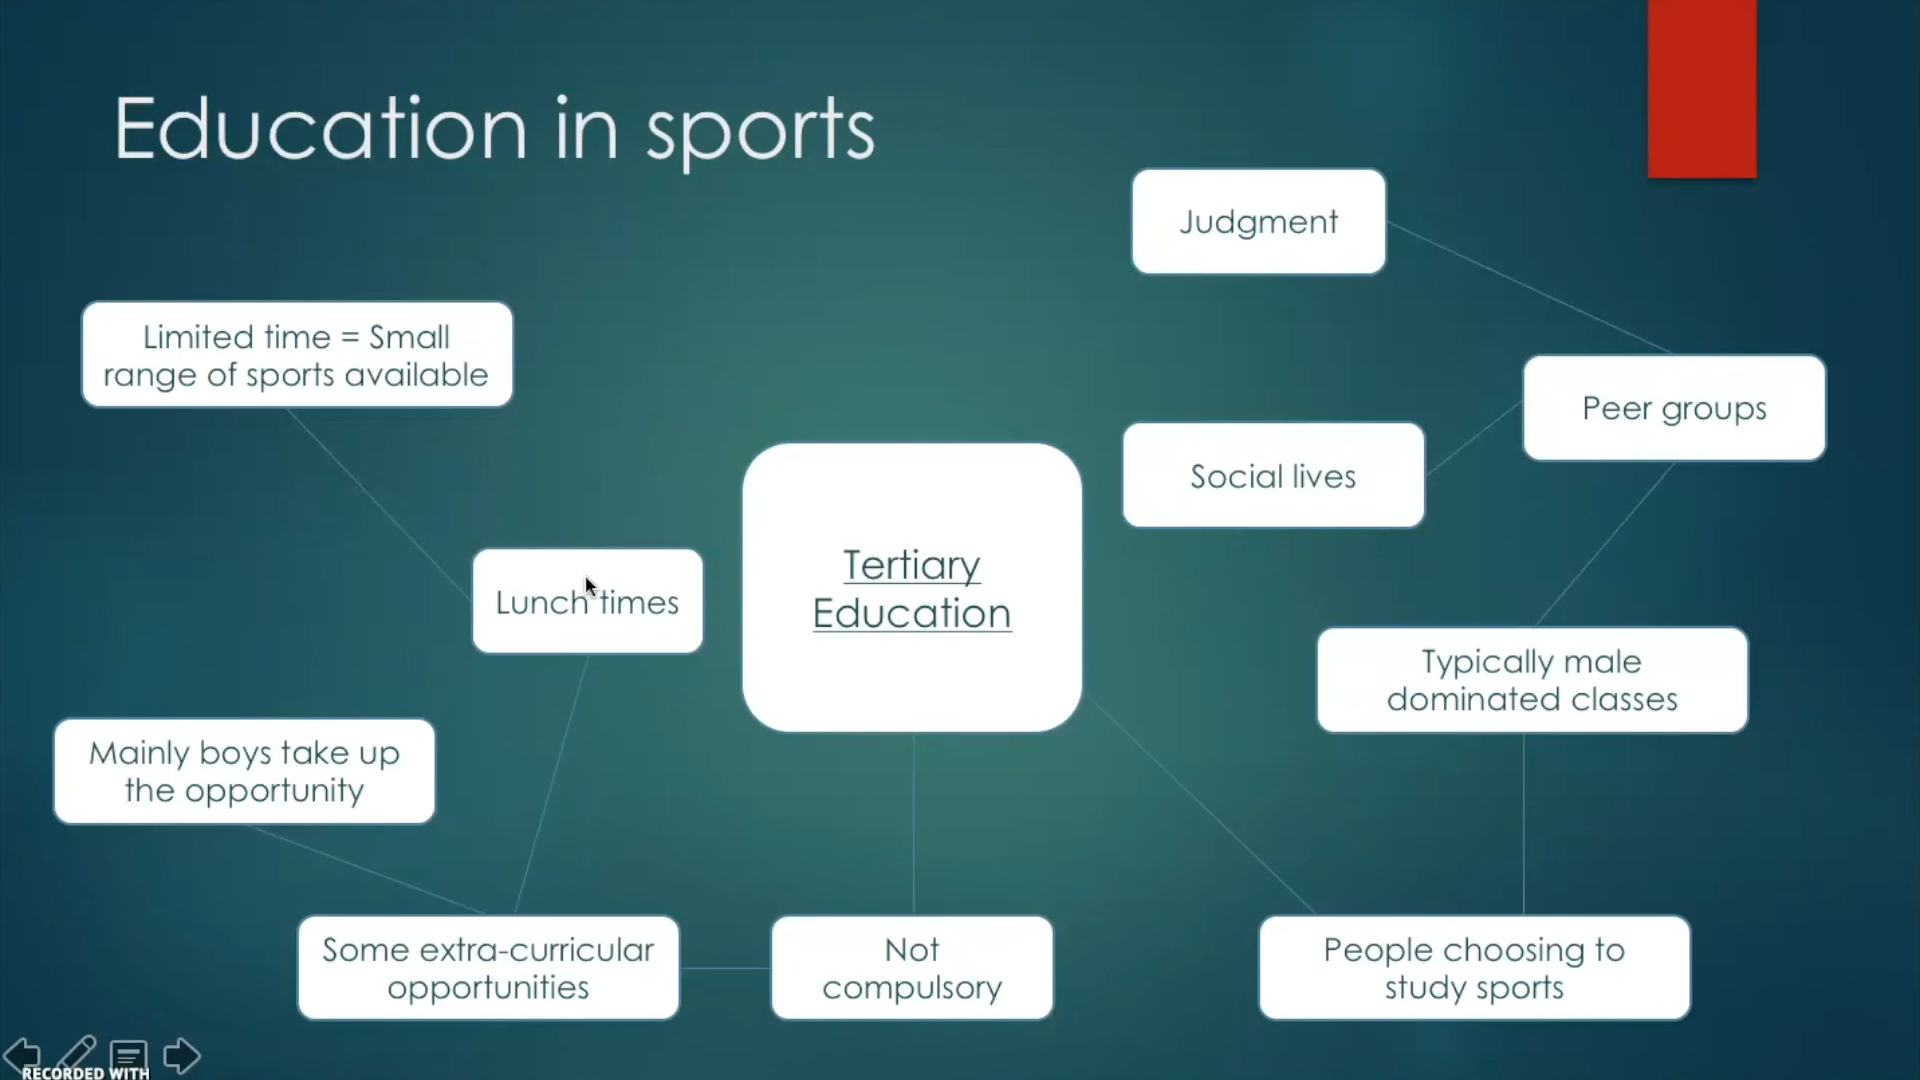 Education in sports
Judgment
Limited time = Small
range of sports available
Peer groups
Social lives
Tertiary
Education
Lunch times
Typically male
dominated classes
Mainly boys take up
the opportunity
Some extra-curricular
opportunities
Not
compulsory
People choosing to
study sports
RECORDED WITH